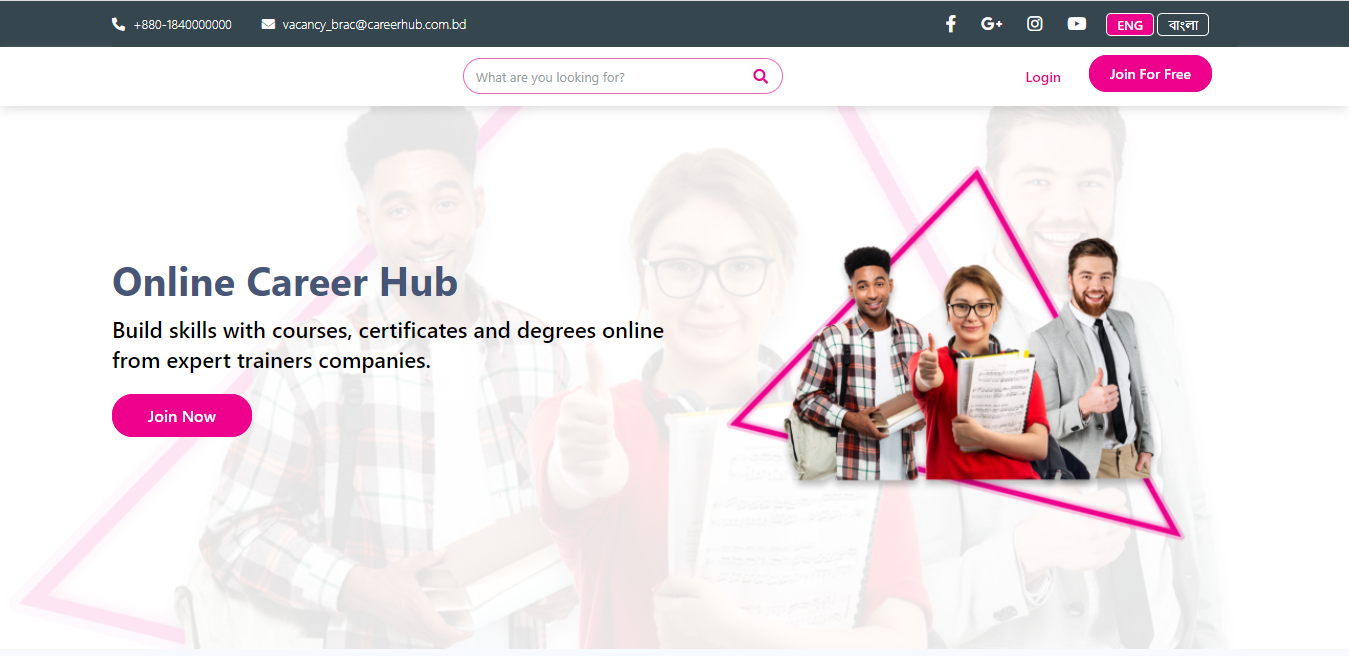 +880-1840000000 vacancy_brac@careerhub.com.bd ENG বাংলা
What are you looking for? Login Join For Free
Online Career Hub
Build skills with courses, certificates and degrees online
from expert trainers companies.
Join Now